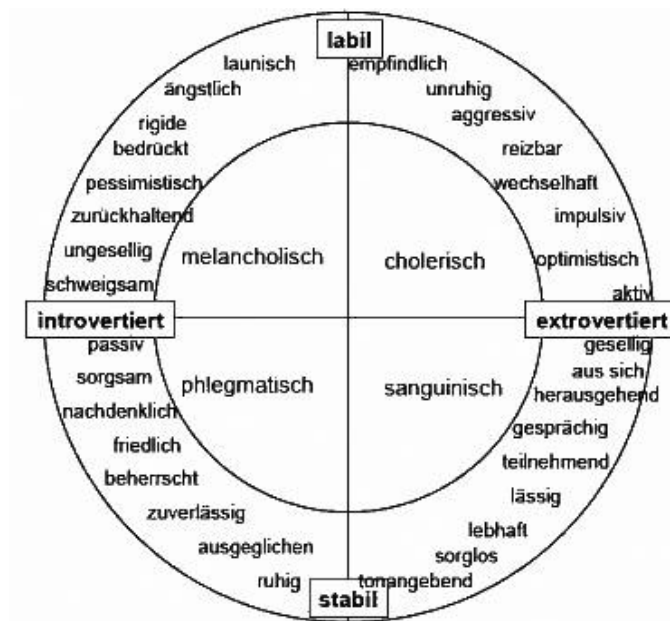 labil
launisch
empfindlich
ängstlich
unruhig
aggressiv
rigide
bedrückt
reizbar
pessimistisch
wechselhaft
zurückhaltend
impulsiv
ungesellig
melancholisch
cholerisch
optimistisch
schweigsam
aktiv
introvertiert
extrovertiert
passiv
gesellig
sorgsam
phlegmatisch
sanguinisch
aus sich
herausgehend
nachdenklich
gesprächig
friedlich
teilnehmend
beherrscht
lässig
zuverlässig
lebhaft
ausgeglichen
sorglos
ruhig
tonangebend
stabil